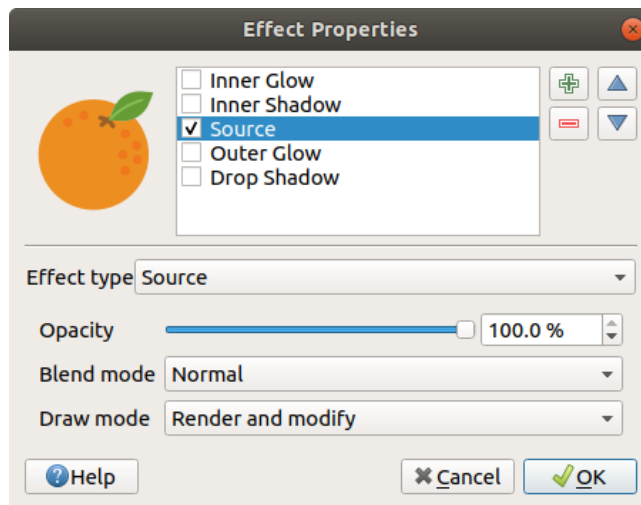 Effect Properties
Inner Glow
Inner Shadow
Source
Outer Glow
Drop Shadow
Effect type Source
Opacity 100.0 %
Blend mode Normal
Draw mode Render and modify
Help Cancel OK